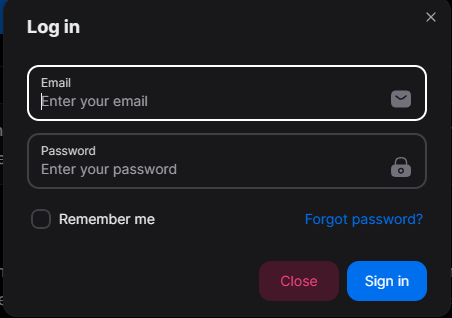 Log in
Email
Enter your email
Password
Enter your password
Remember me
Forgot password?
Close
Sign in